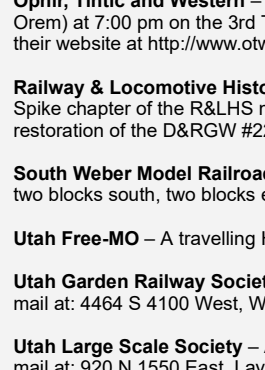 Ophir, Tintic and Western –
Orem) at 7:00 pm on the 3rd
their website at http://www.otw
Railway & Locomotive Histo
Spike chapter of the R&LHS
restoration of the D&RGW #22
South Weber Model Railroad
two blocks south, two blocks
Utah Free-MO – A travelling
Utah Garden Railway Societ
mail at: 4464 S 4100 West, W
Utah Large Scale Society –
mail at: 920 N 1550 East, Lay